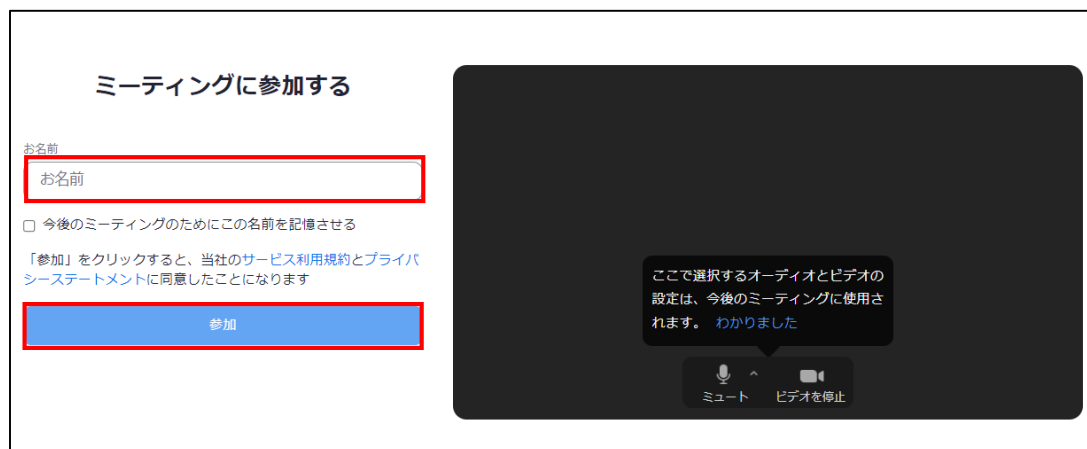 ミーティングに参加する
お名前
お名前
今後のミーティングのためにこの名前を記憶させる
「参加」をクリックすると、当社のサービス利用規約とプライバ
シーステートメントに同意したことになります
参加
ここで選択するオーディオとビデオの
設定は、今後のミーティングに使用さ
れます。 わかりました
ミュート
ビデオを停止